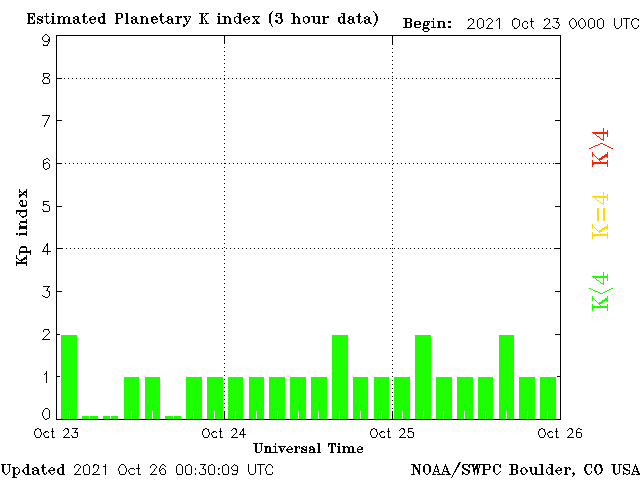 Estimated Planetary K index (3 hour data)
Begin: 2021 Oct 23 0000 UTC
9
8
7
6
5
4
3
2
1
0
Kp index
K>4
K=4
K<4
Oct 23
Oct 24
Oct 25
Oct 26
Universal Time
Updated 2021 Oct 26 00:30:09 UTC
NOAA/SWPC Boulder, CO USA